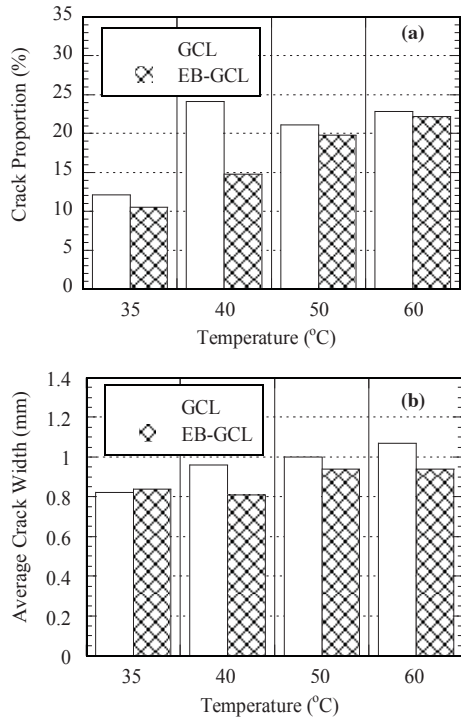 35
30
25
20
15
10
5
0
Crack Proportion (%)
GCL
EB-GCL
(a)
35 40 50 60
Temperature (°C)
1.4
1.2
1
0.8
0.6
0.4
0.2
0
Average Crack Width (mm)
GCL
EB-GCL
(b)
35 40 50 60
Temperature (°C)